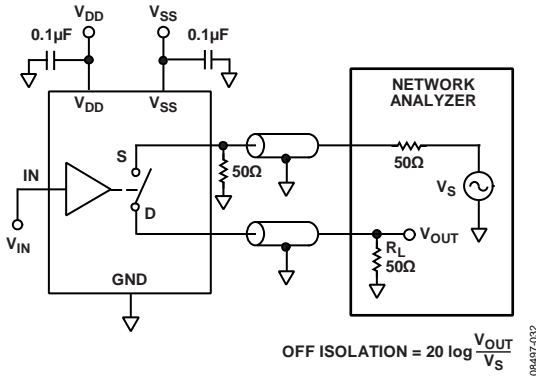 VDD VSS
0.1µF 0.1µF
VDD VSS
NETWORK
ANALYZER
IN S 50Ω 50Ω
VS
D
VIN VOUT
RL
50Ω
GND
OFF ISOLATION = 20 log VOUT/VS
08497-032